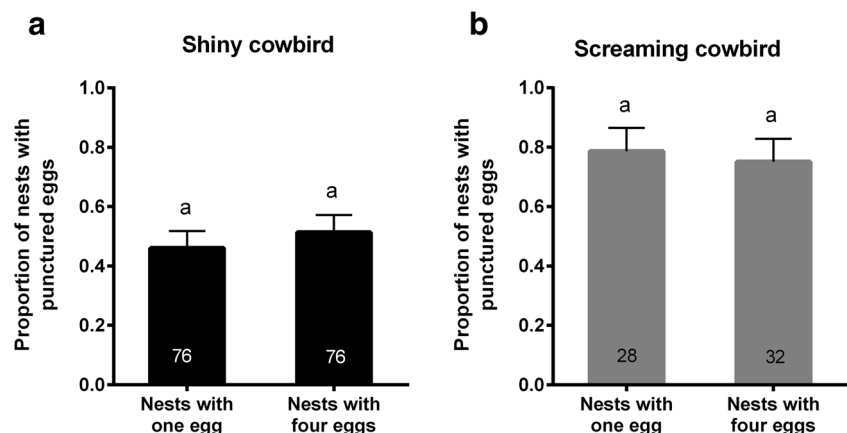 a
Shiny cowbird
Proportion of nests with
punctured eggs
1.0
0.8
0.6
0.4
0.2
0.0
a
a
76
76
Nests with
one egg
Nests with
four eggs
b
Screaming cowbird
Proportion of nests with
punctured eggs
1.0
0.8
0.6
0.4
0.2
0.0
a
a
28
32
Nests with
one egg
Nests with
four eggs